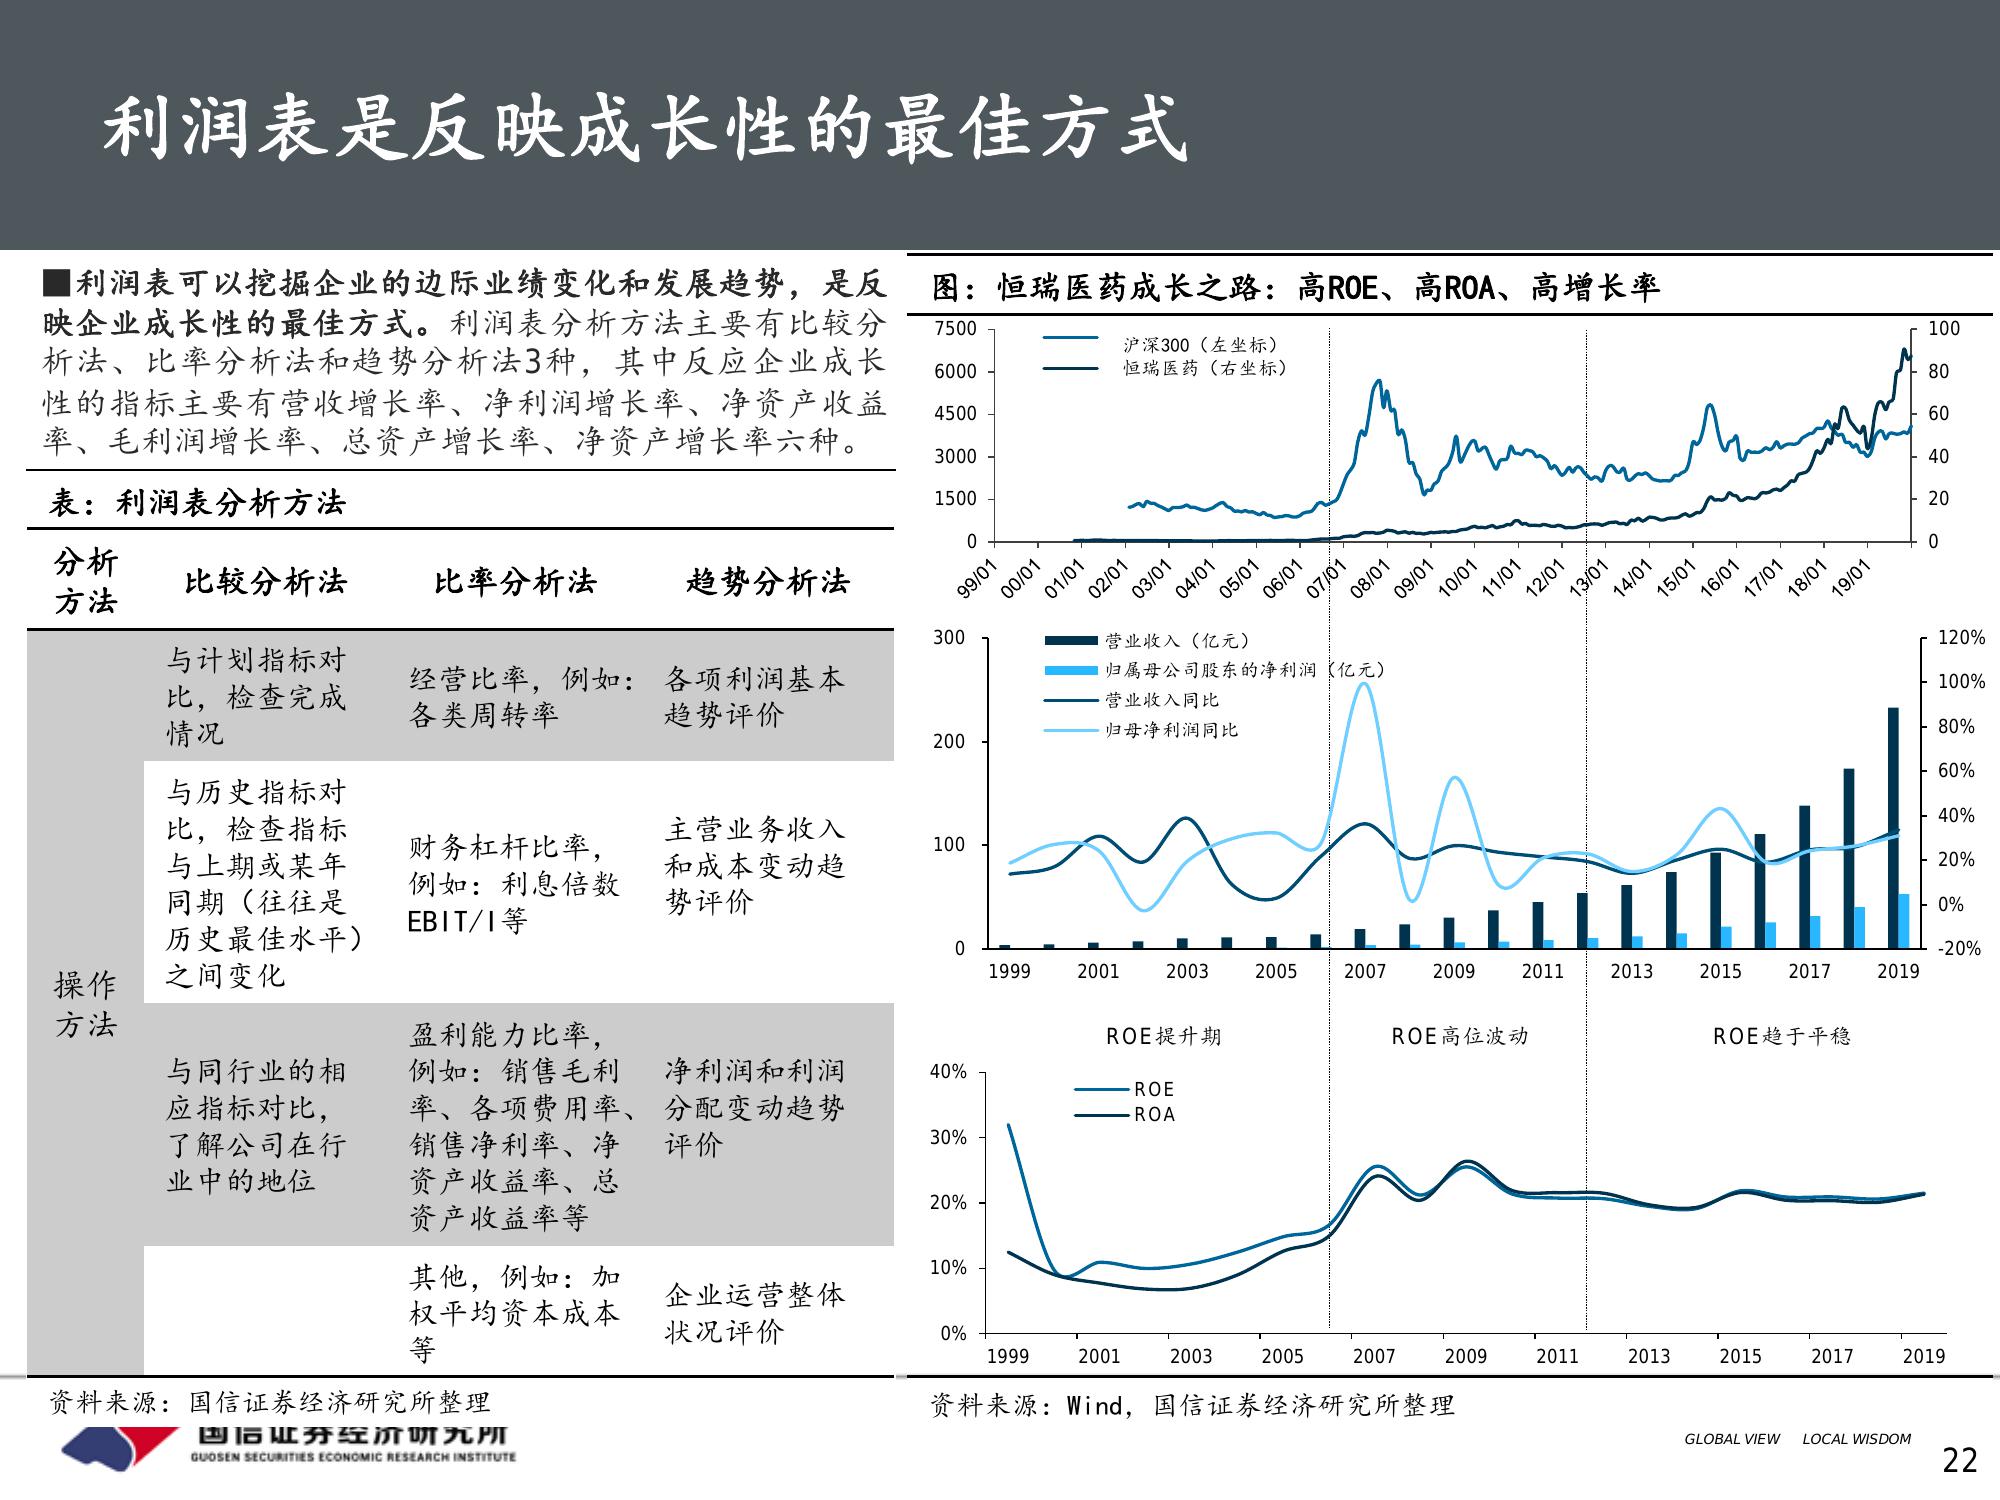 利润表是反映成长性的最佳方式
■利润表可以挖掘企业的边际业绩变化和发展趋势，是反
映企业成长性的最佳方式。利润表分析方法主要有比较分
析法、比率分析法和趋势分析法3种，其中反应企业成长
性的指标主要有营收增长率、净利润增长率、净资产收益
率、毛利润增长率、总资产增长率、净资产增长率六种。
表：利润表分析方法
分析
方法
比较分析法
比率分析法
趋势分析法
操作
方法
与计划指标对
比，检查完成
情况
经营比率，例如：
各类周转率
各项利润基本
趋势评价
与历史指标对
比，检查指标
与上期或某年
同期（往往是
历史最佳水平）
之间变化
财务杠杆比率，
例如：利息倍数
EBIT/I等
主营业务收入
和成本变动趋
势评价
与同行业的相
应指标对比，
了解公司在行
业中的地位
盈利能力比率，
例如：销售毛利
率、各项费用率、
销售净利率、净
资产收益率、总
资产收益率等
净利润和利润
分配变动趋势
评价
其他，例如：加
权平均资本成本
等
企业运营整体
状况评价
资料来源：国信证券经济研究所整理
图：恒瑞医药成长之路：高ROE、高ROA、高增长率
沪深300（左坐标）
恒瑞医药（右坐标）
7500
6000
4500
3000
1500
0
100
80
60
40
20
0
99/01 00/01 01/01 02/01 03/01 04/01 05/01 06/01 07/01 08/01 09/01 10/01 11/01 12/01 13/01 14/01 15/01 16/01 17/01 18/01 19/01
营业收入（亿元）
归属母公司股东的净利润（亿元）
营业收入同比
归母净利润同比
300
200
100
0
120%
100%
80%
60%
40%
20%
0%
-20%
1999 2001 2003 2005 2007 2009 2011 2013 2015 2017 2019
ROE提升期
ROE高位波动
ROE趋于平稳
ROE
ROA
40%
30%
20%
10%
0%
1999 2001 2003 2005 2007 2009 2011 2013 2015 2017 2019
资料来源：Wind，国信证券经济研究所整理
国信证券经济研究所
GUOSEN SECURITIES ECONOMIC RESEARCH INSTITUTE
GLOBAL VIEW LOCAL WISDOM
22